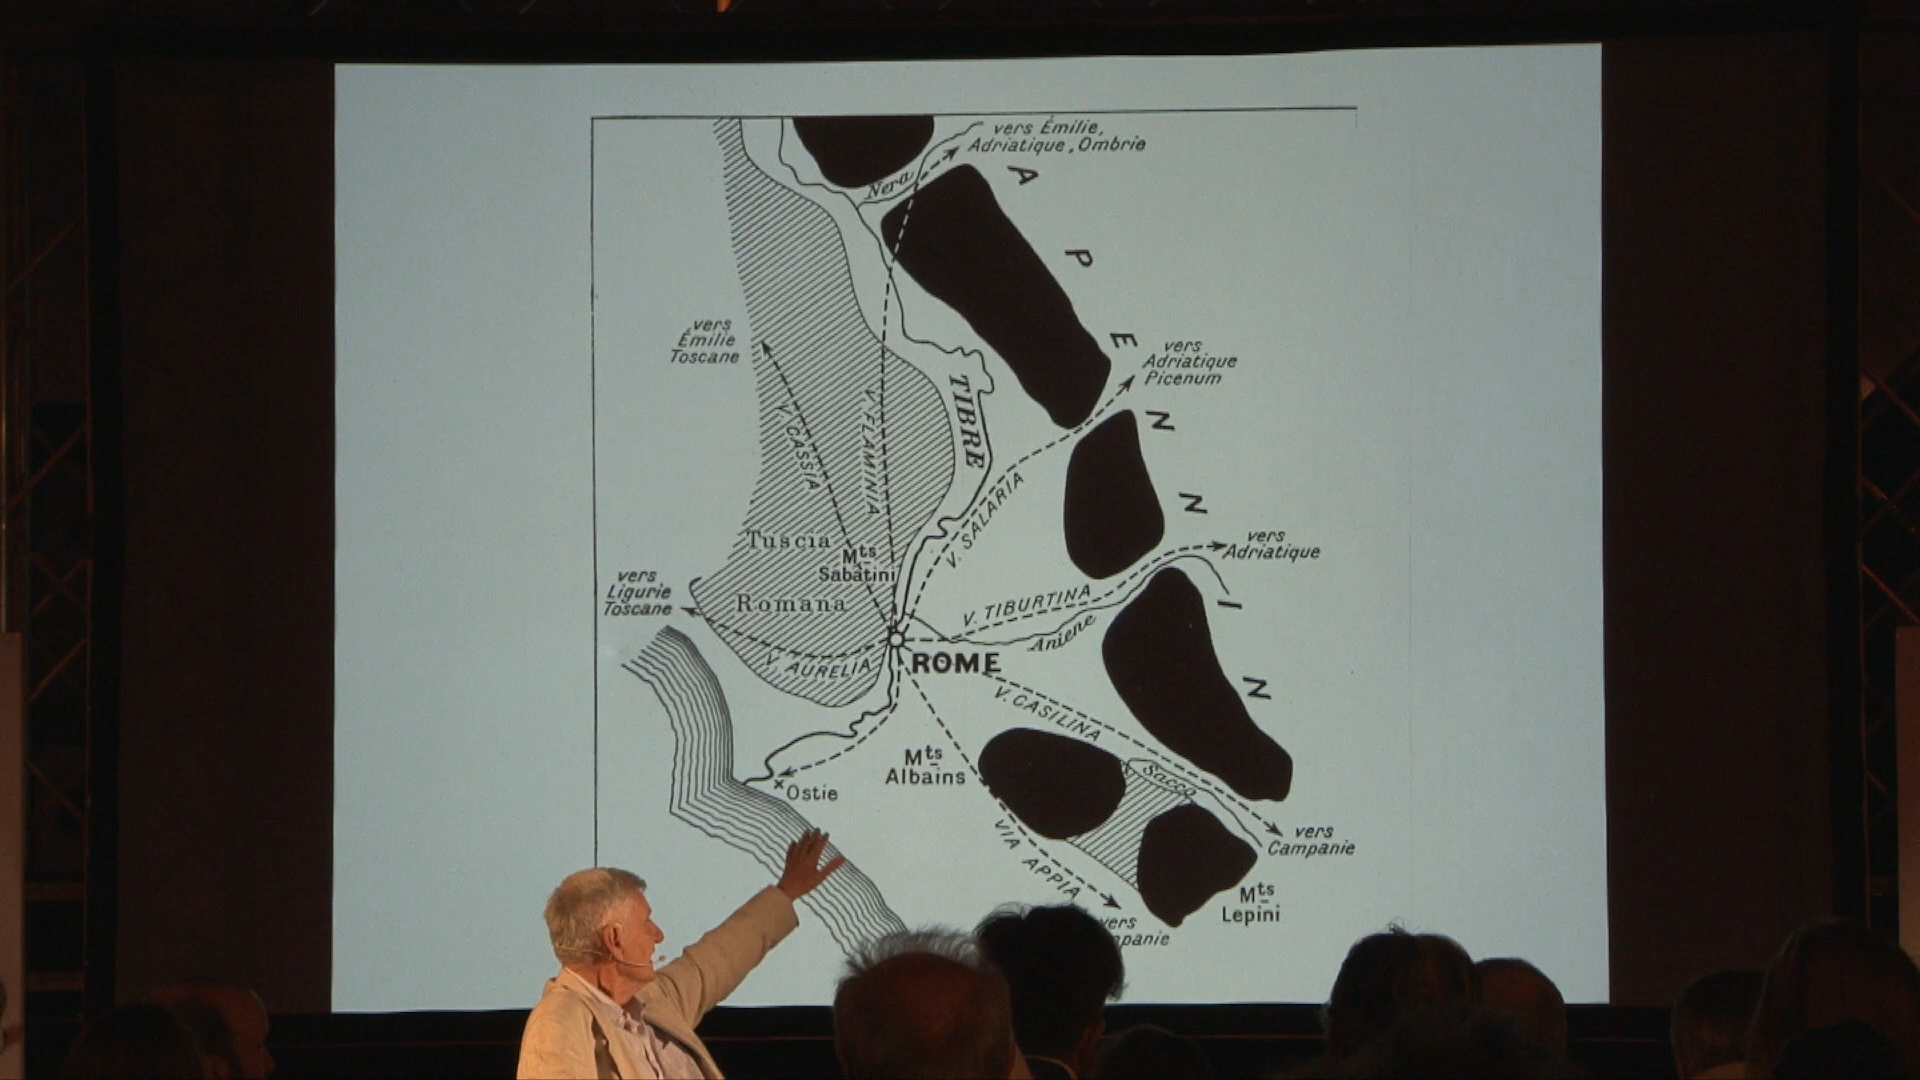 vers Émilie,
Adriatique, Ombrie
Nera
A
P
E
N
N
I
N
vers
Émilie
Toscane
vers
Adriatique
Picenum
TIBRE
V. CASSIA
V. FLAMINIA
V. SALARIA
Tuscia
Romana
Mts
Sabatini
vers
Adriatique
vers
Ligurie
Toscane
V. TIBURTINA
Aniene
V. AURELIA
ROME
V. CASILINA
Mts
Albains
Sacco
Ostie
VIA APPIA
vers
Campanie
Mts
Lepini
vers